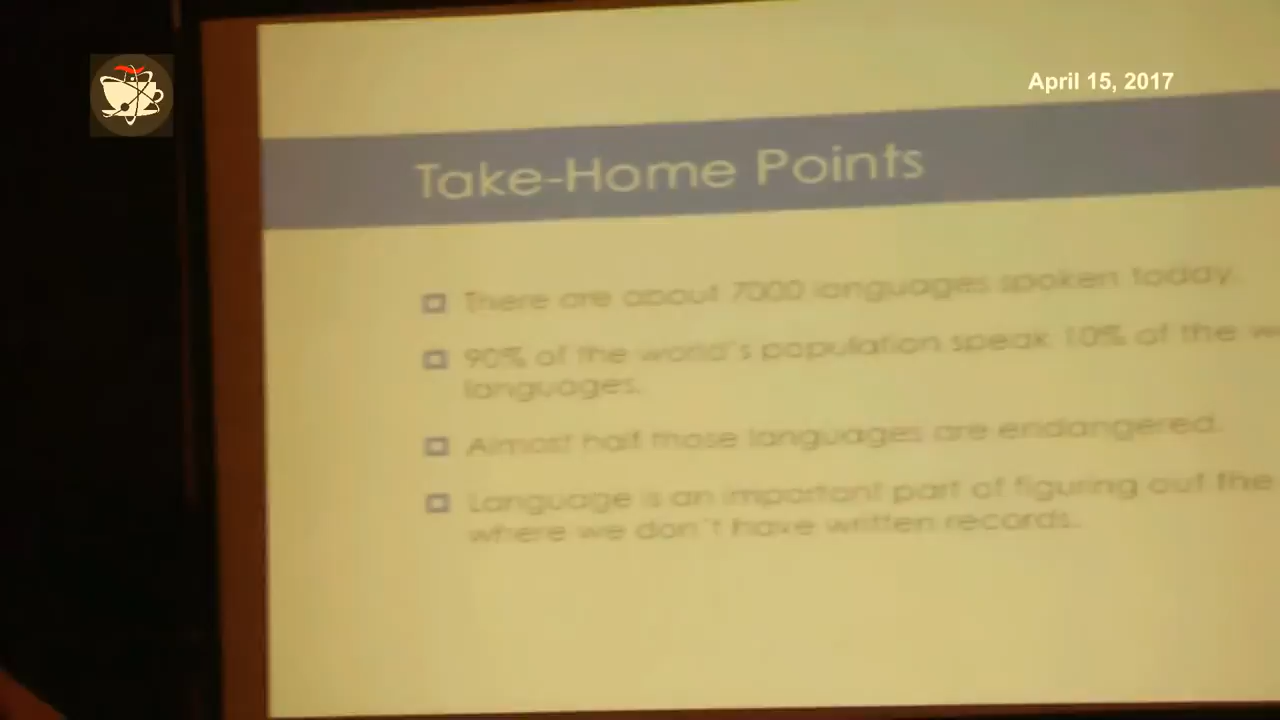 April 15, 2017
Take-Home Points
There are about 7000 languages spoken today.
90% of the world's population speak 10% of the
languages.
Almost half those languages are endangered.
Language is an important part of figuring out the
where we don't have written records.